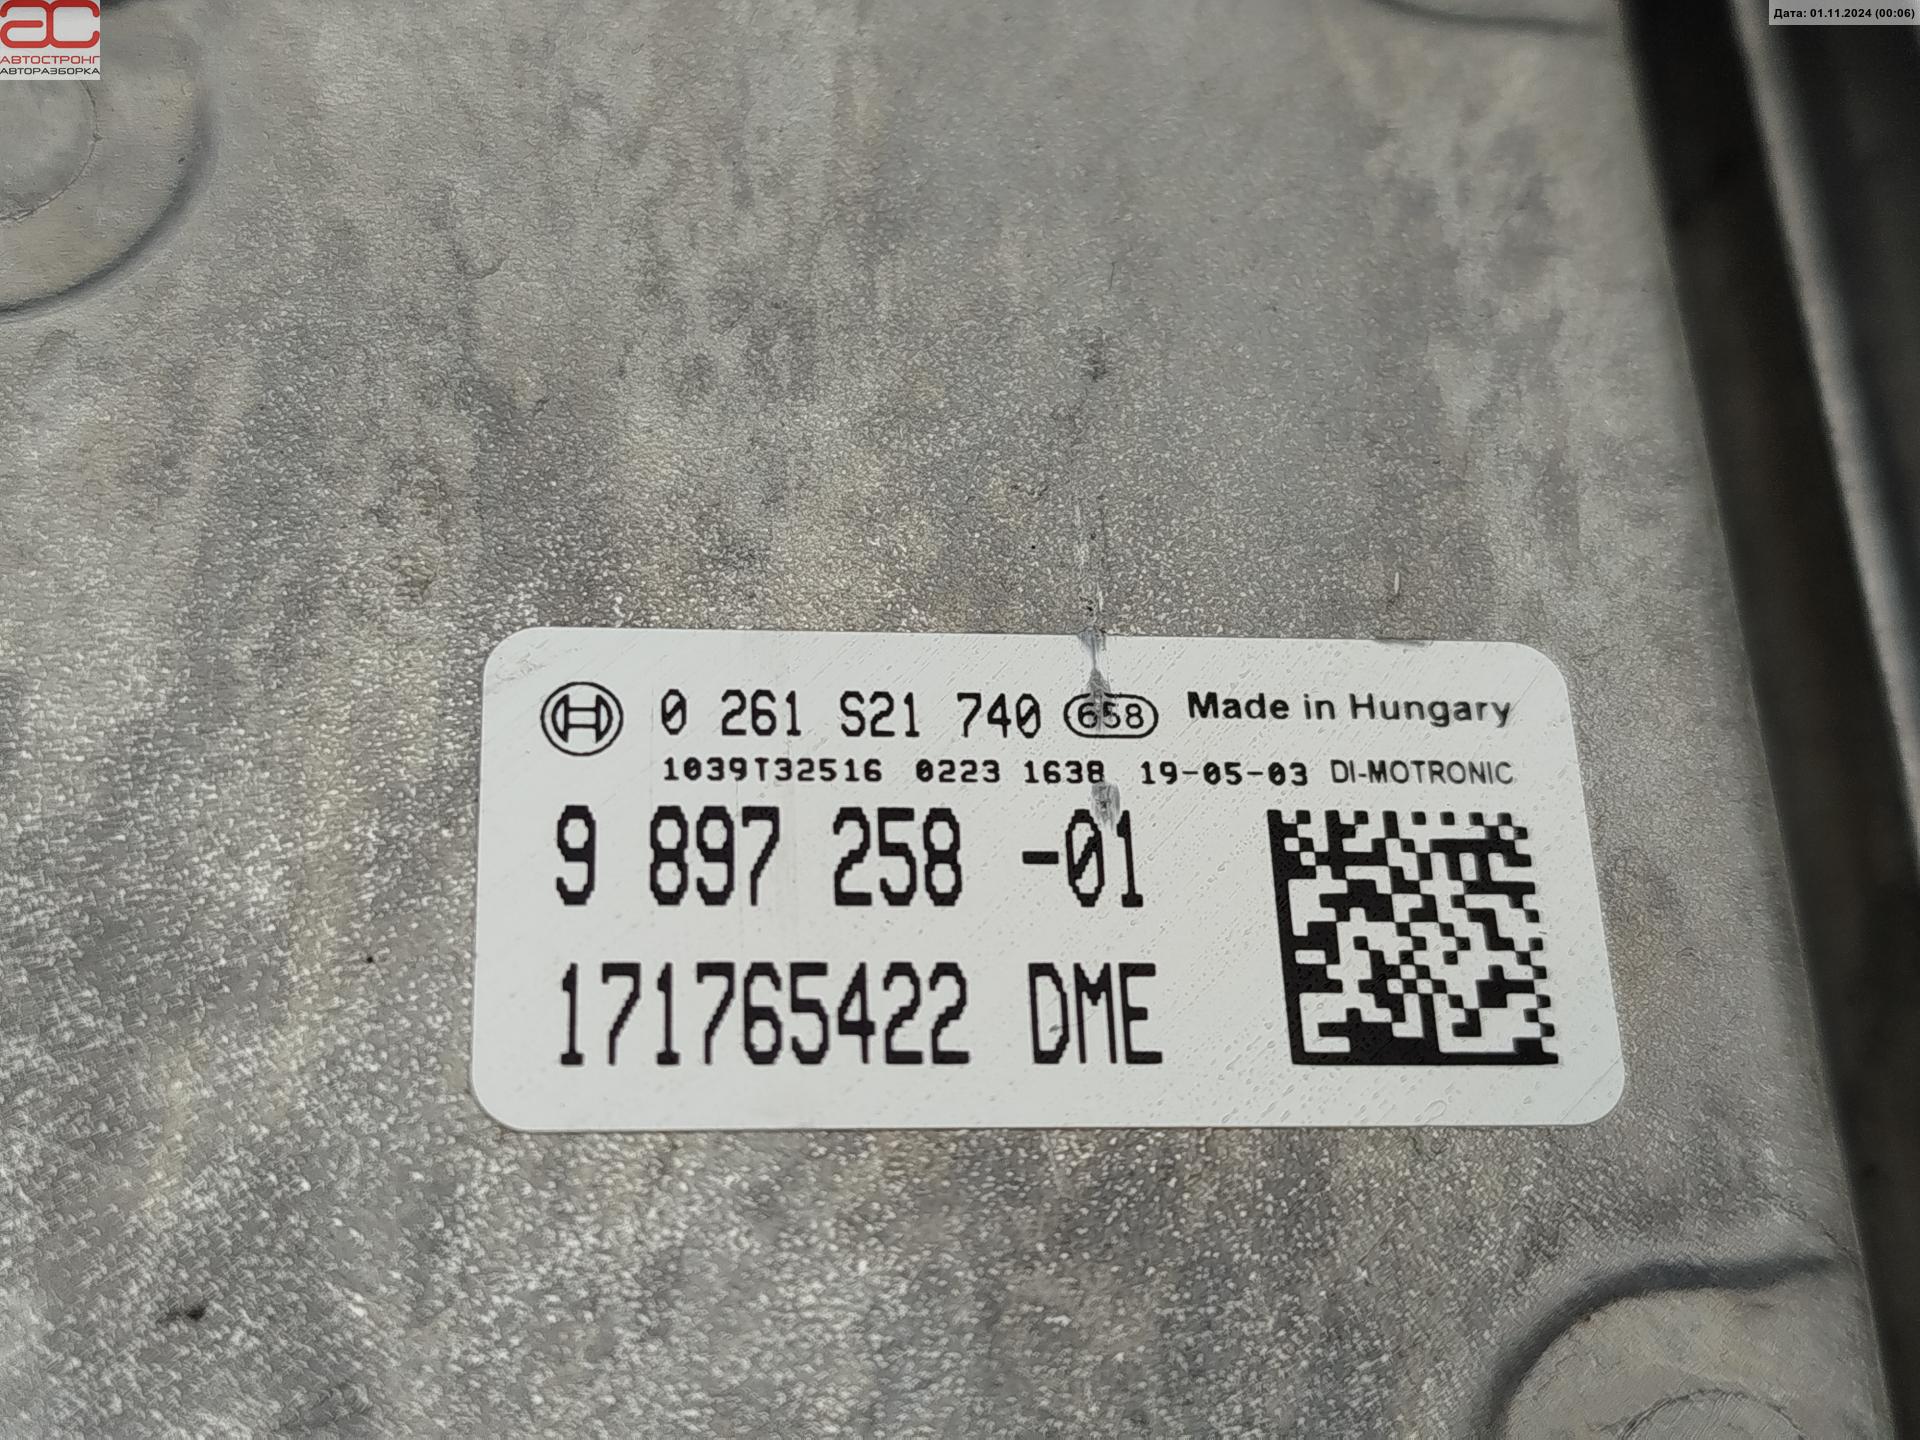 АВТОСТРОНГ
АВТОРАЗБОРКА
Дата: 01.11.2024 (00:06)
0 261 S21 740 658 Made in Hungary
1039T32516 0223 1638 19-05-03 DI-MOTRONIC
9 897 258 -01
171765422 DME